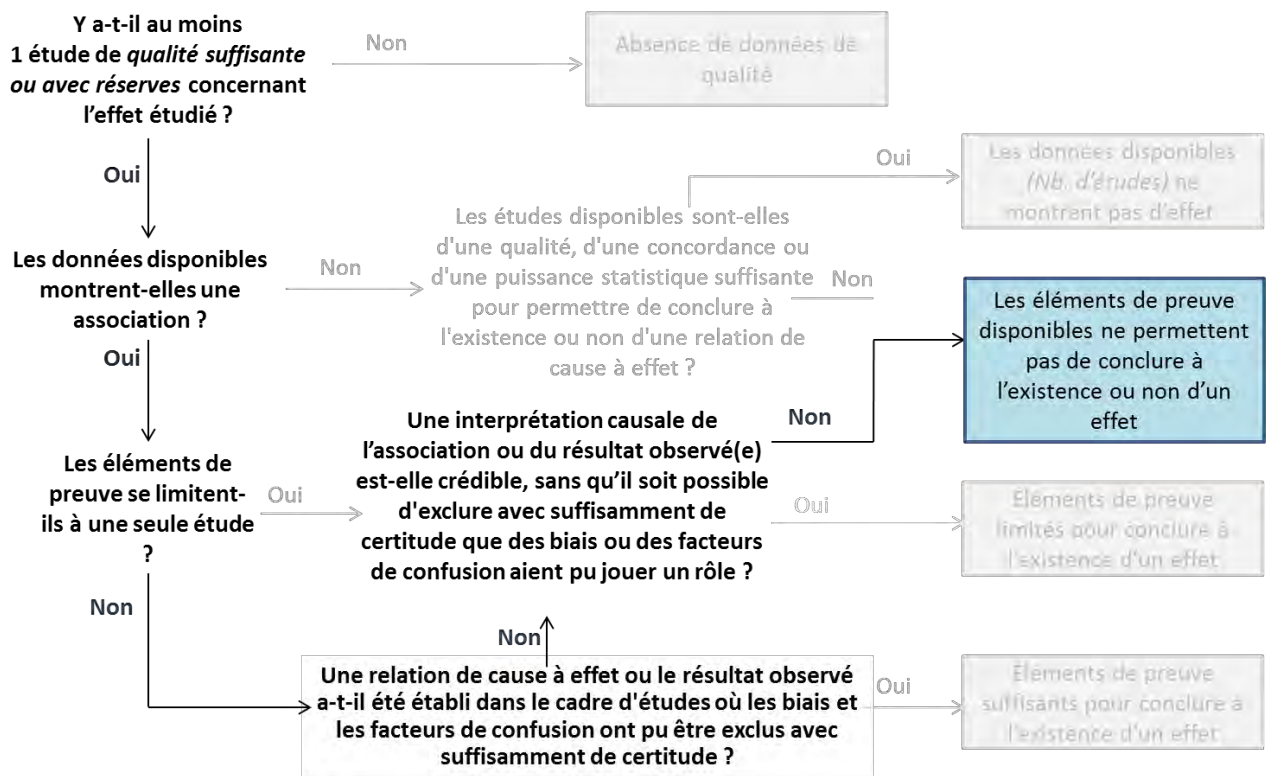 Y a-t-il au moins
1 étude de qualité suffisante
ou avec réserves concernant
l'effet étudié ?
Non
Absence de données de
qualité
Oui
Oui
Les données disponibles
(Nb. d'études) ne
montrent pas d'effet
Les données disponibles
montrent-elles une
association ?
Non
Les études disponibles sont-elles
d'une qualité, d'une concordance ou
d'une puissance statistique suffisante
pour permettre de conclure à
l'existence ou non d'une relation de
cause à effet ?
Non
Les éléments de preuve
disponibles ne permettent
pas de conclure à
l'existence ou non d'un
effet
Oui
Les éléments de
preuve se limitent-
ils à une seule étude
?
Oui
Une interprétation causale de
l'association ou du résultat observé(e)
est-elle crédible, sans qu'il soit possible
d'exclure avec suffisamment de
certitude que des biais ou des facteurs
de confusion aient pu jouer un rôle ?
Non
Oui
Eléments de preuve
limités pour conclure à
l'existence d'un effet
Non
Non
Une relation de cause à effet ou le résultat observé
a-t-il été établi dans le cadre d'études où les biais et
les facteurs de confusion ont pu être exclus avec
suffisamment de certitude ?
Oui
Eléments de preuve
suffisants pour conclure à
l'existence d'un effet